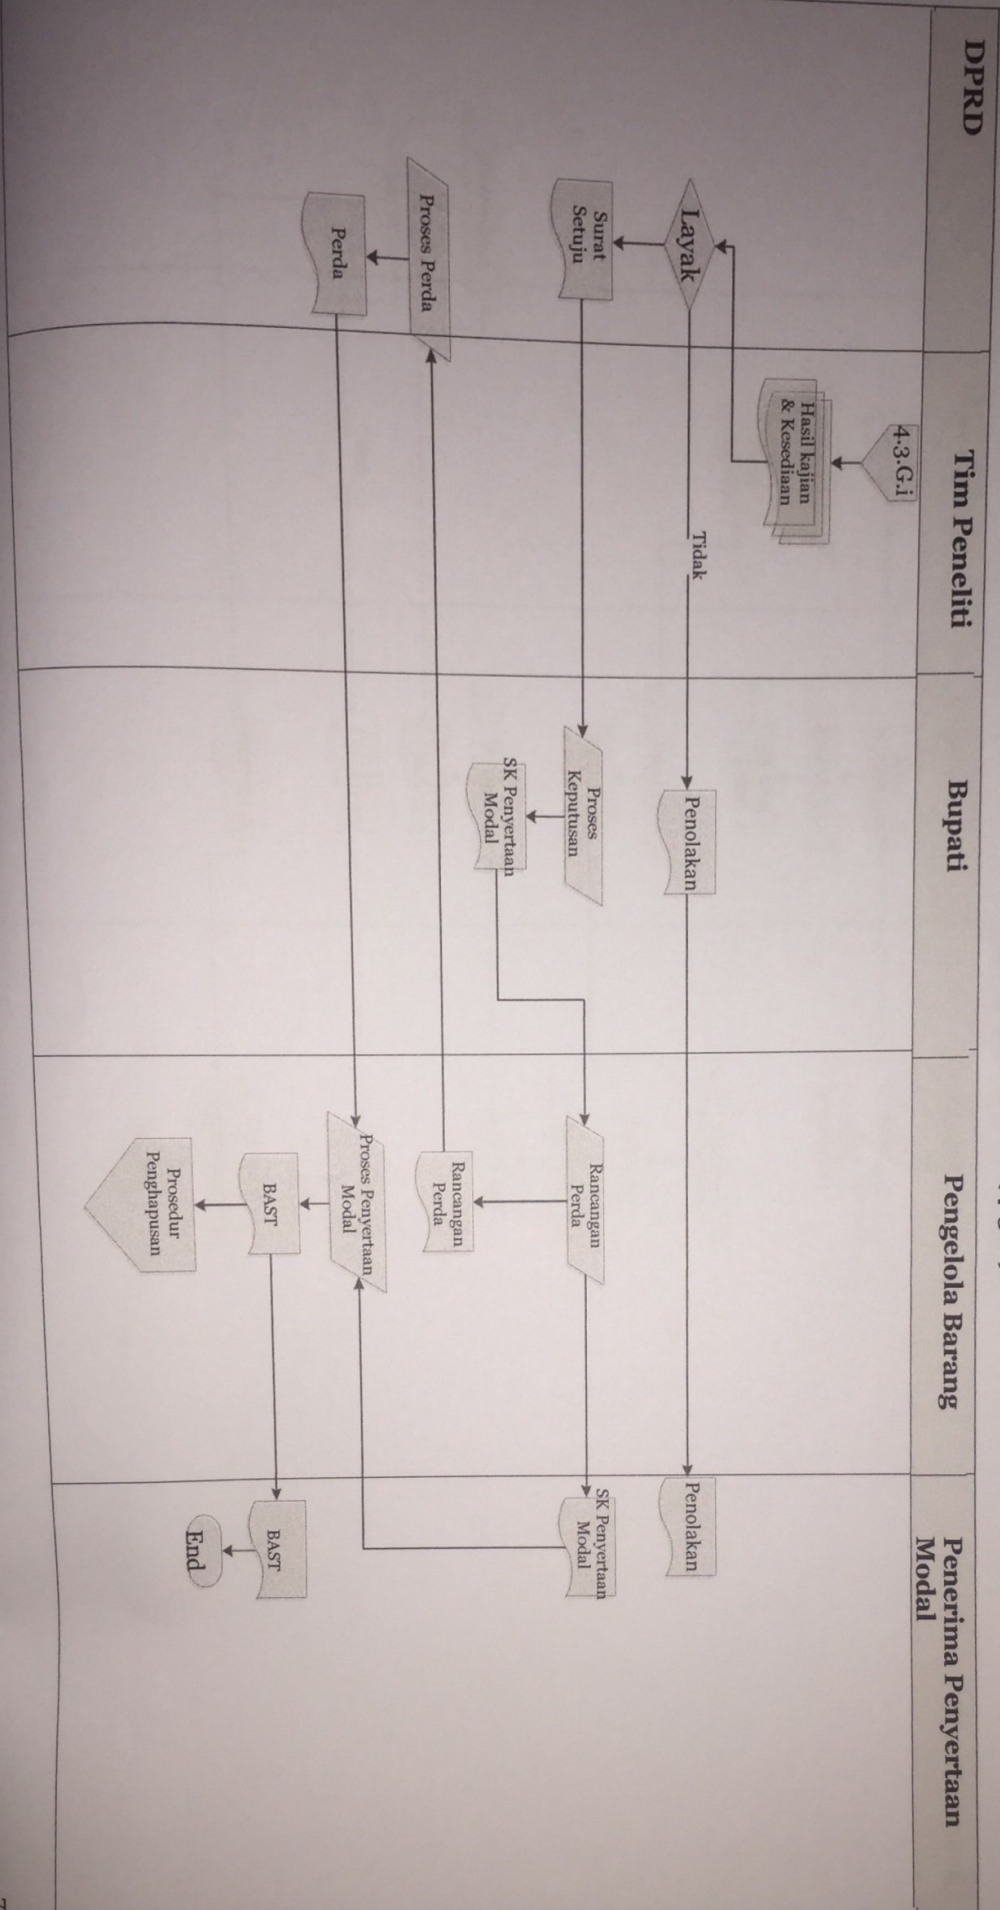 DPRD
Tim Peneliti
Bupati
Pengelola Barang
Penerima Penyertaan
Modal
4.3.G.i
Hasil kajian
& Kesediaan
Layak
Tidak
Penolakan
Penolakan
Surat
Setuju
Proses
Keputusan
Rancangan
Perda
SK Penyertaan
Modal
SK Penyertaan
Modal
Proses Perda
Rancangan
Perda
Perda
Proses Penyertaan
Modal
BAST
BAST
Prosedur
Penghapusan
End